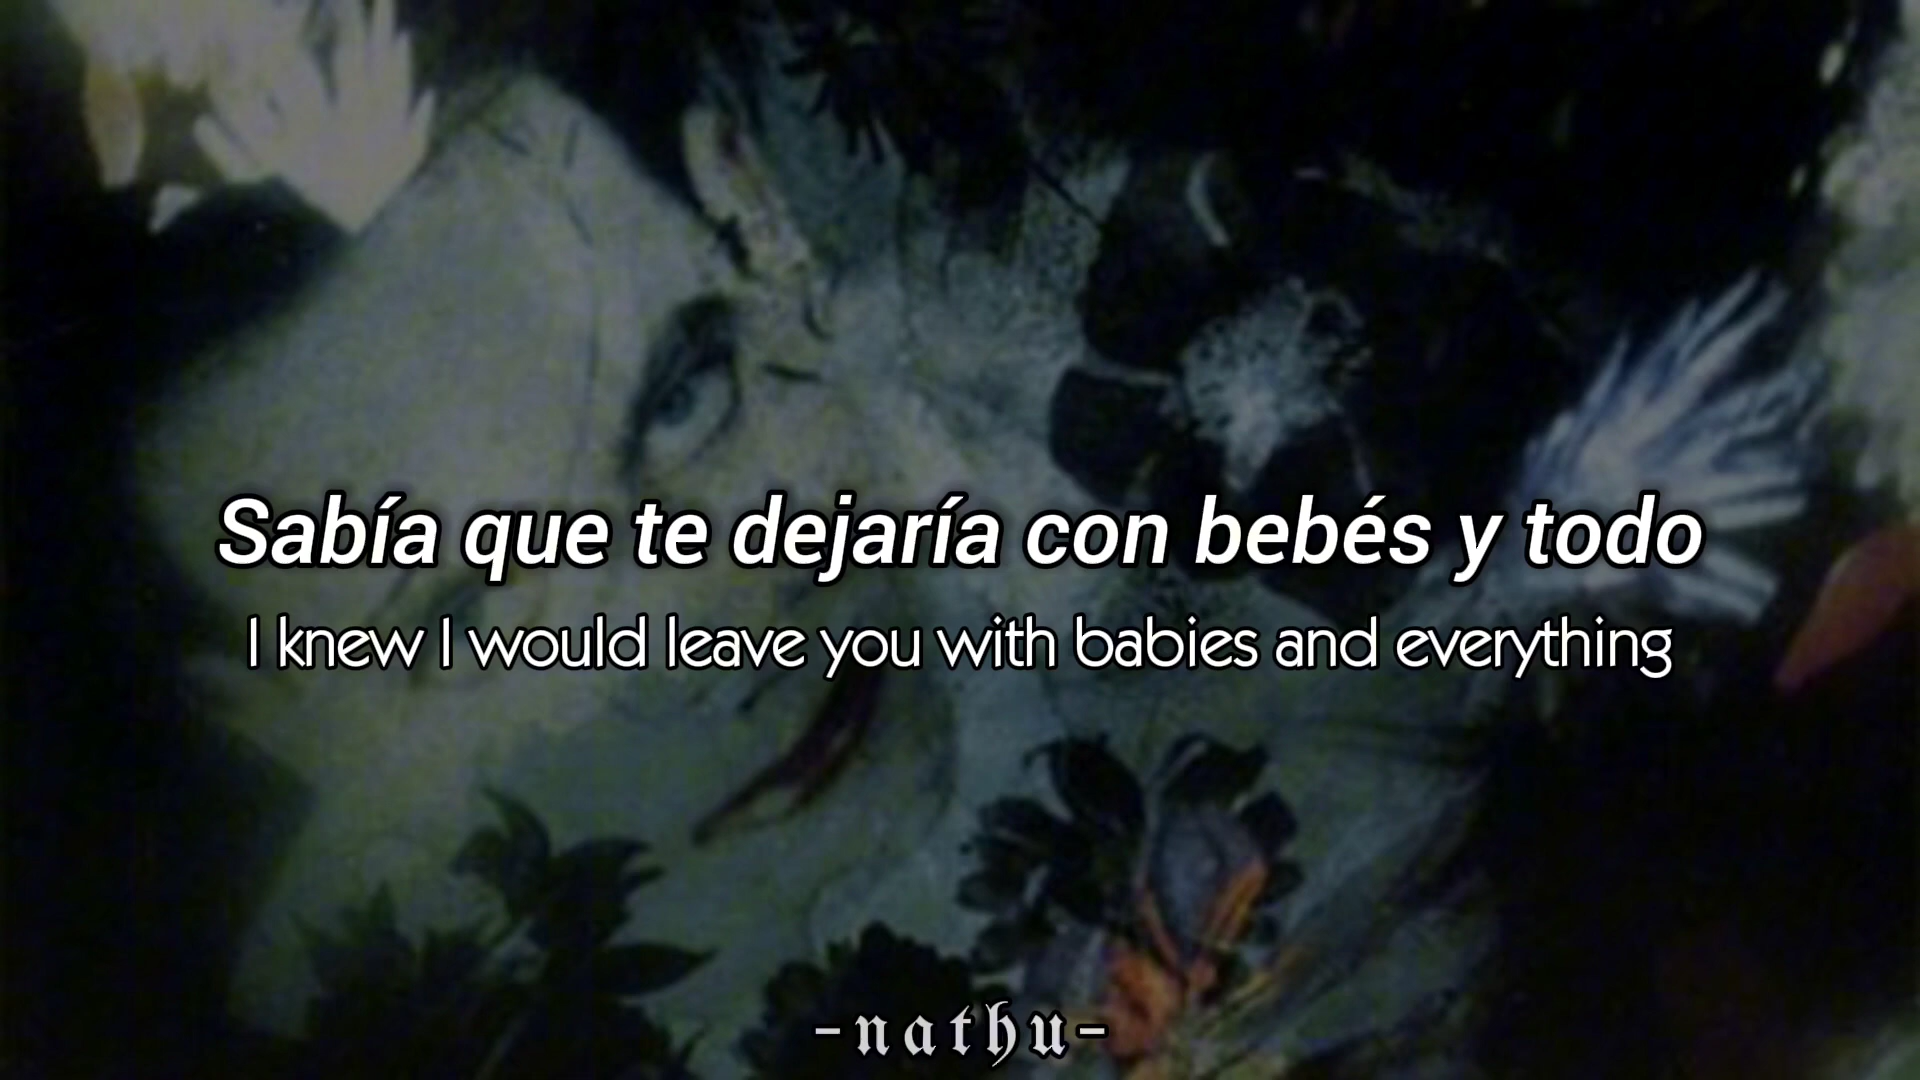 Sabía que te dejaría con bebés y todo
I knew I would leave you with babies and everything
-nathu-